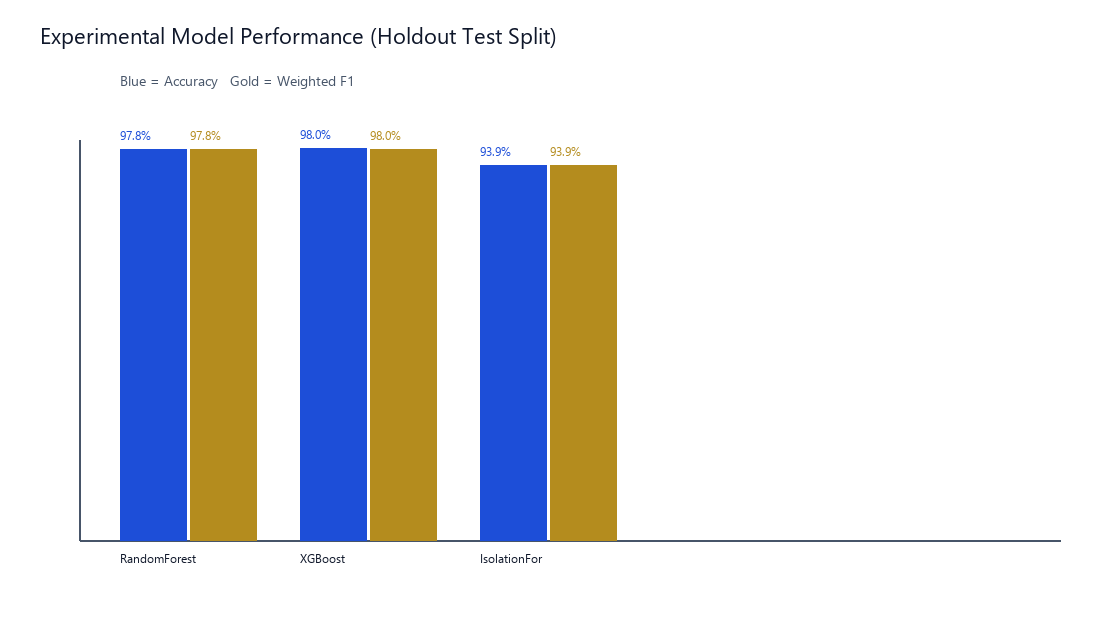 Experimental Model Performance (Holdout Test Split)
Blue = Accuracy   Gold = Weighted F1
97.8% 97.8% 98.0% 98.0% 93.9% 93.9%
RandomForest XGBoost IsolationFor